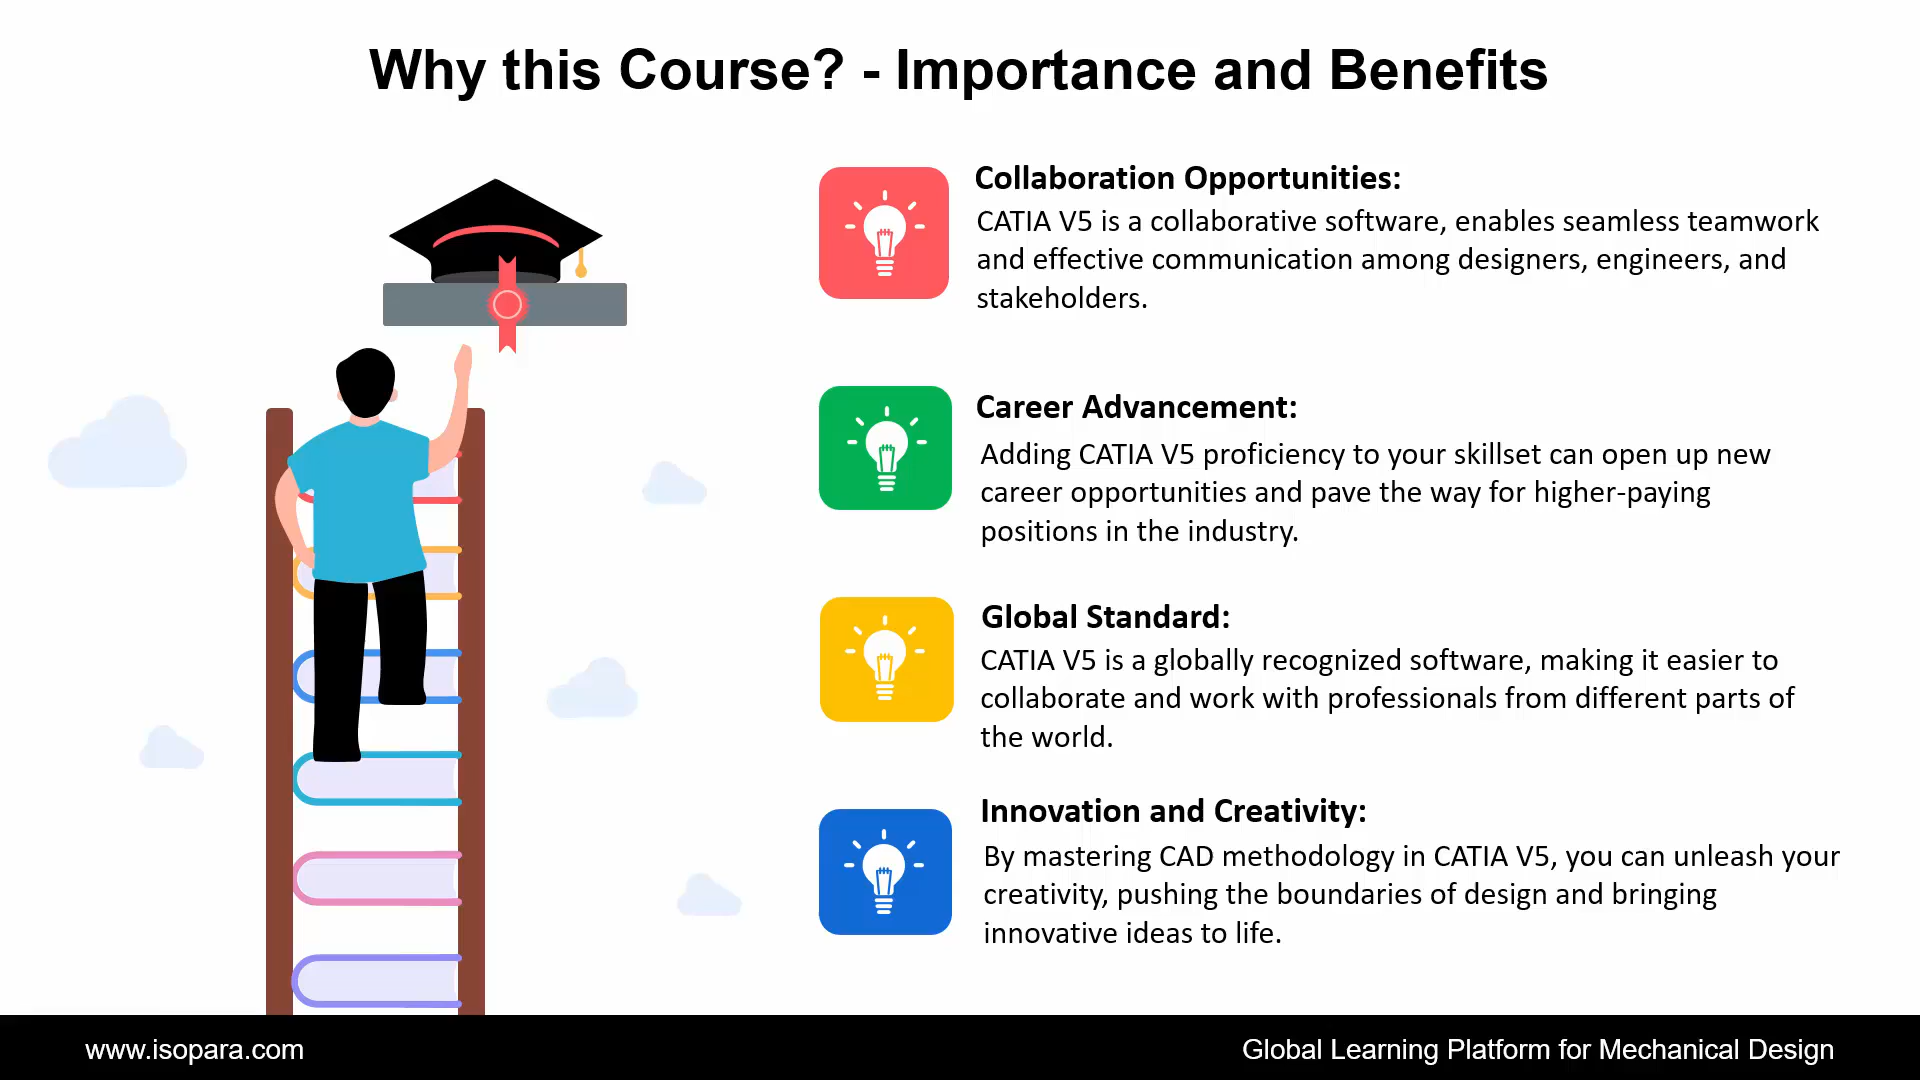 Why this Course? - Importance and Benefits
Collaboration Opportunities:
CATIA V5 is a collaborative software, enables seamless teamwork
and effective communication among designers, engineers, and
stakeholders.
Career Advancement:
Adding CATIA V5 proficiency to your skillset can open up new
career opportunities and pave the way for higher-paying
positions in the industry.
Global Standard:
CATIA V5 is a globally recognized software, making it easier to
collaborate and work with professionals from different parts of
the world.
Innovation and Creativity:
By mastering CAD methodology in CATIA V5, you can unleash your
creativity, pushing the boundaries of design and bringing
innovative ideas to life.
www.isopara.com
Global Learning Platform for Mechanical Design